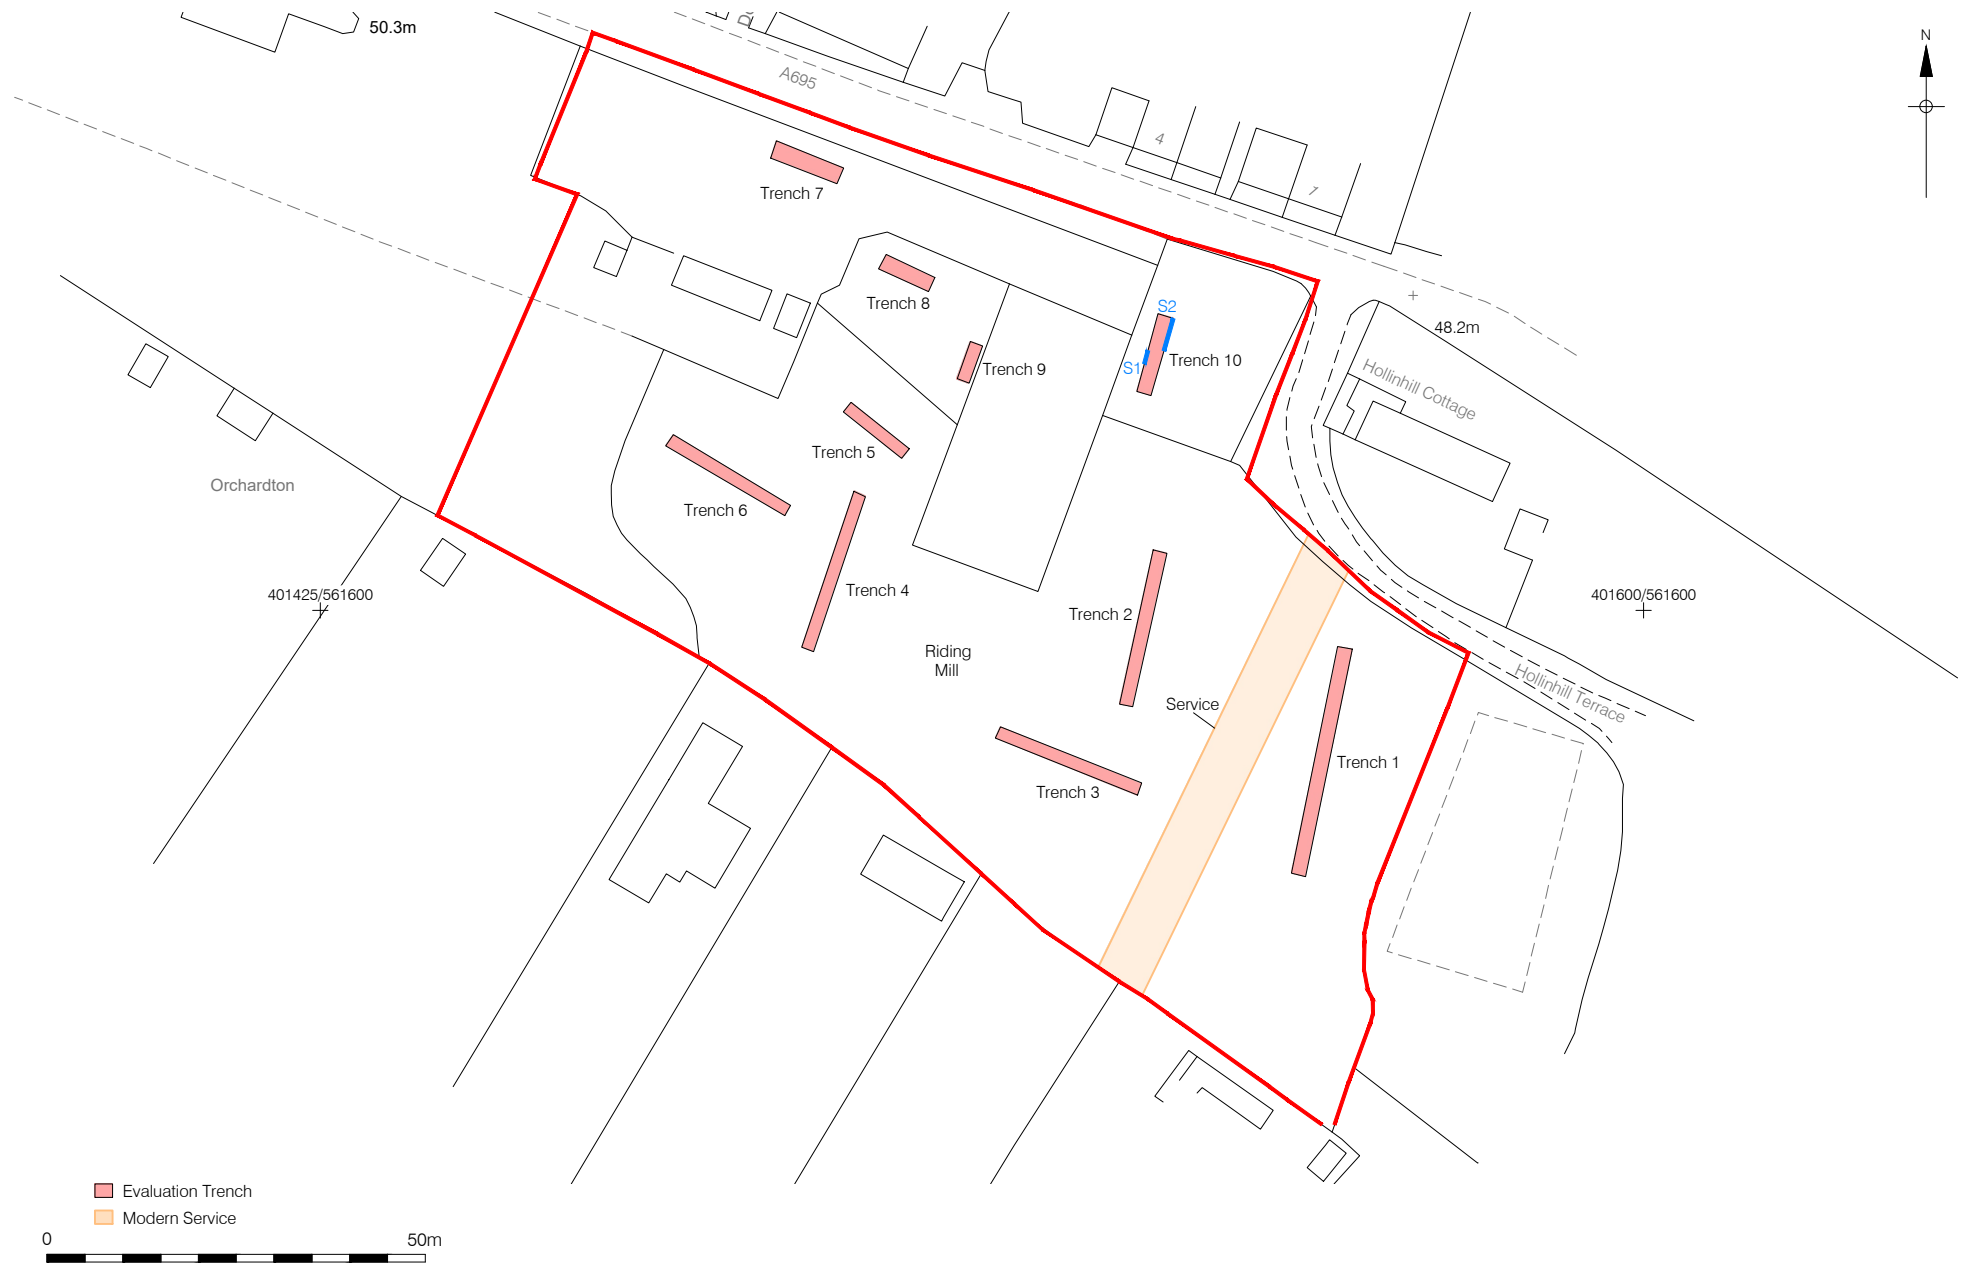 50.3m
A695
N
4
1
Trench 7
Trench 8
S2
Trench 9
S1
Trench 10
48.2m
Hollinhill Cottage
Trench 5
Orchardton
Trench 6
401425/561600
Trench 4
Trench 2
401600/561600
Riding
Mill
Service
Hollinhill Terrace
Trench 3
Trench 1
Evaluation Trench
Modern Service
0
50m